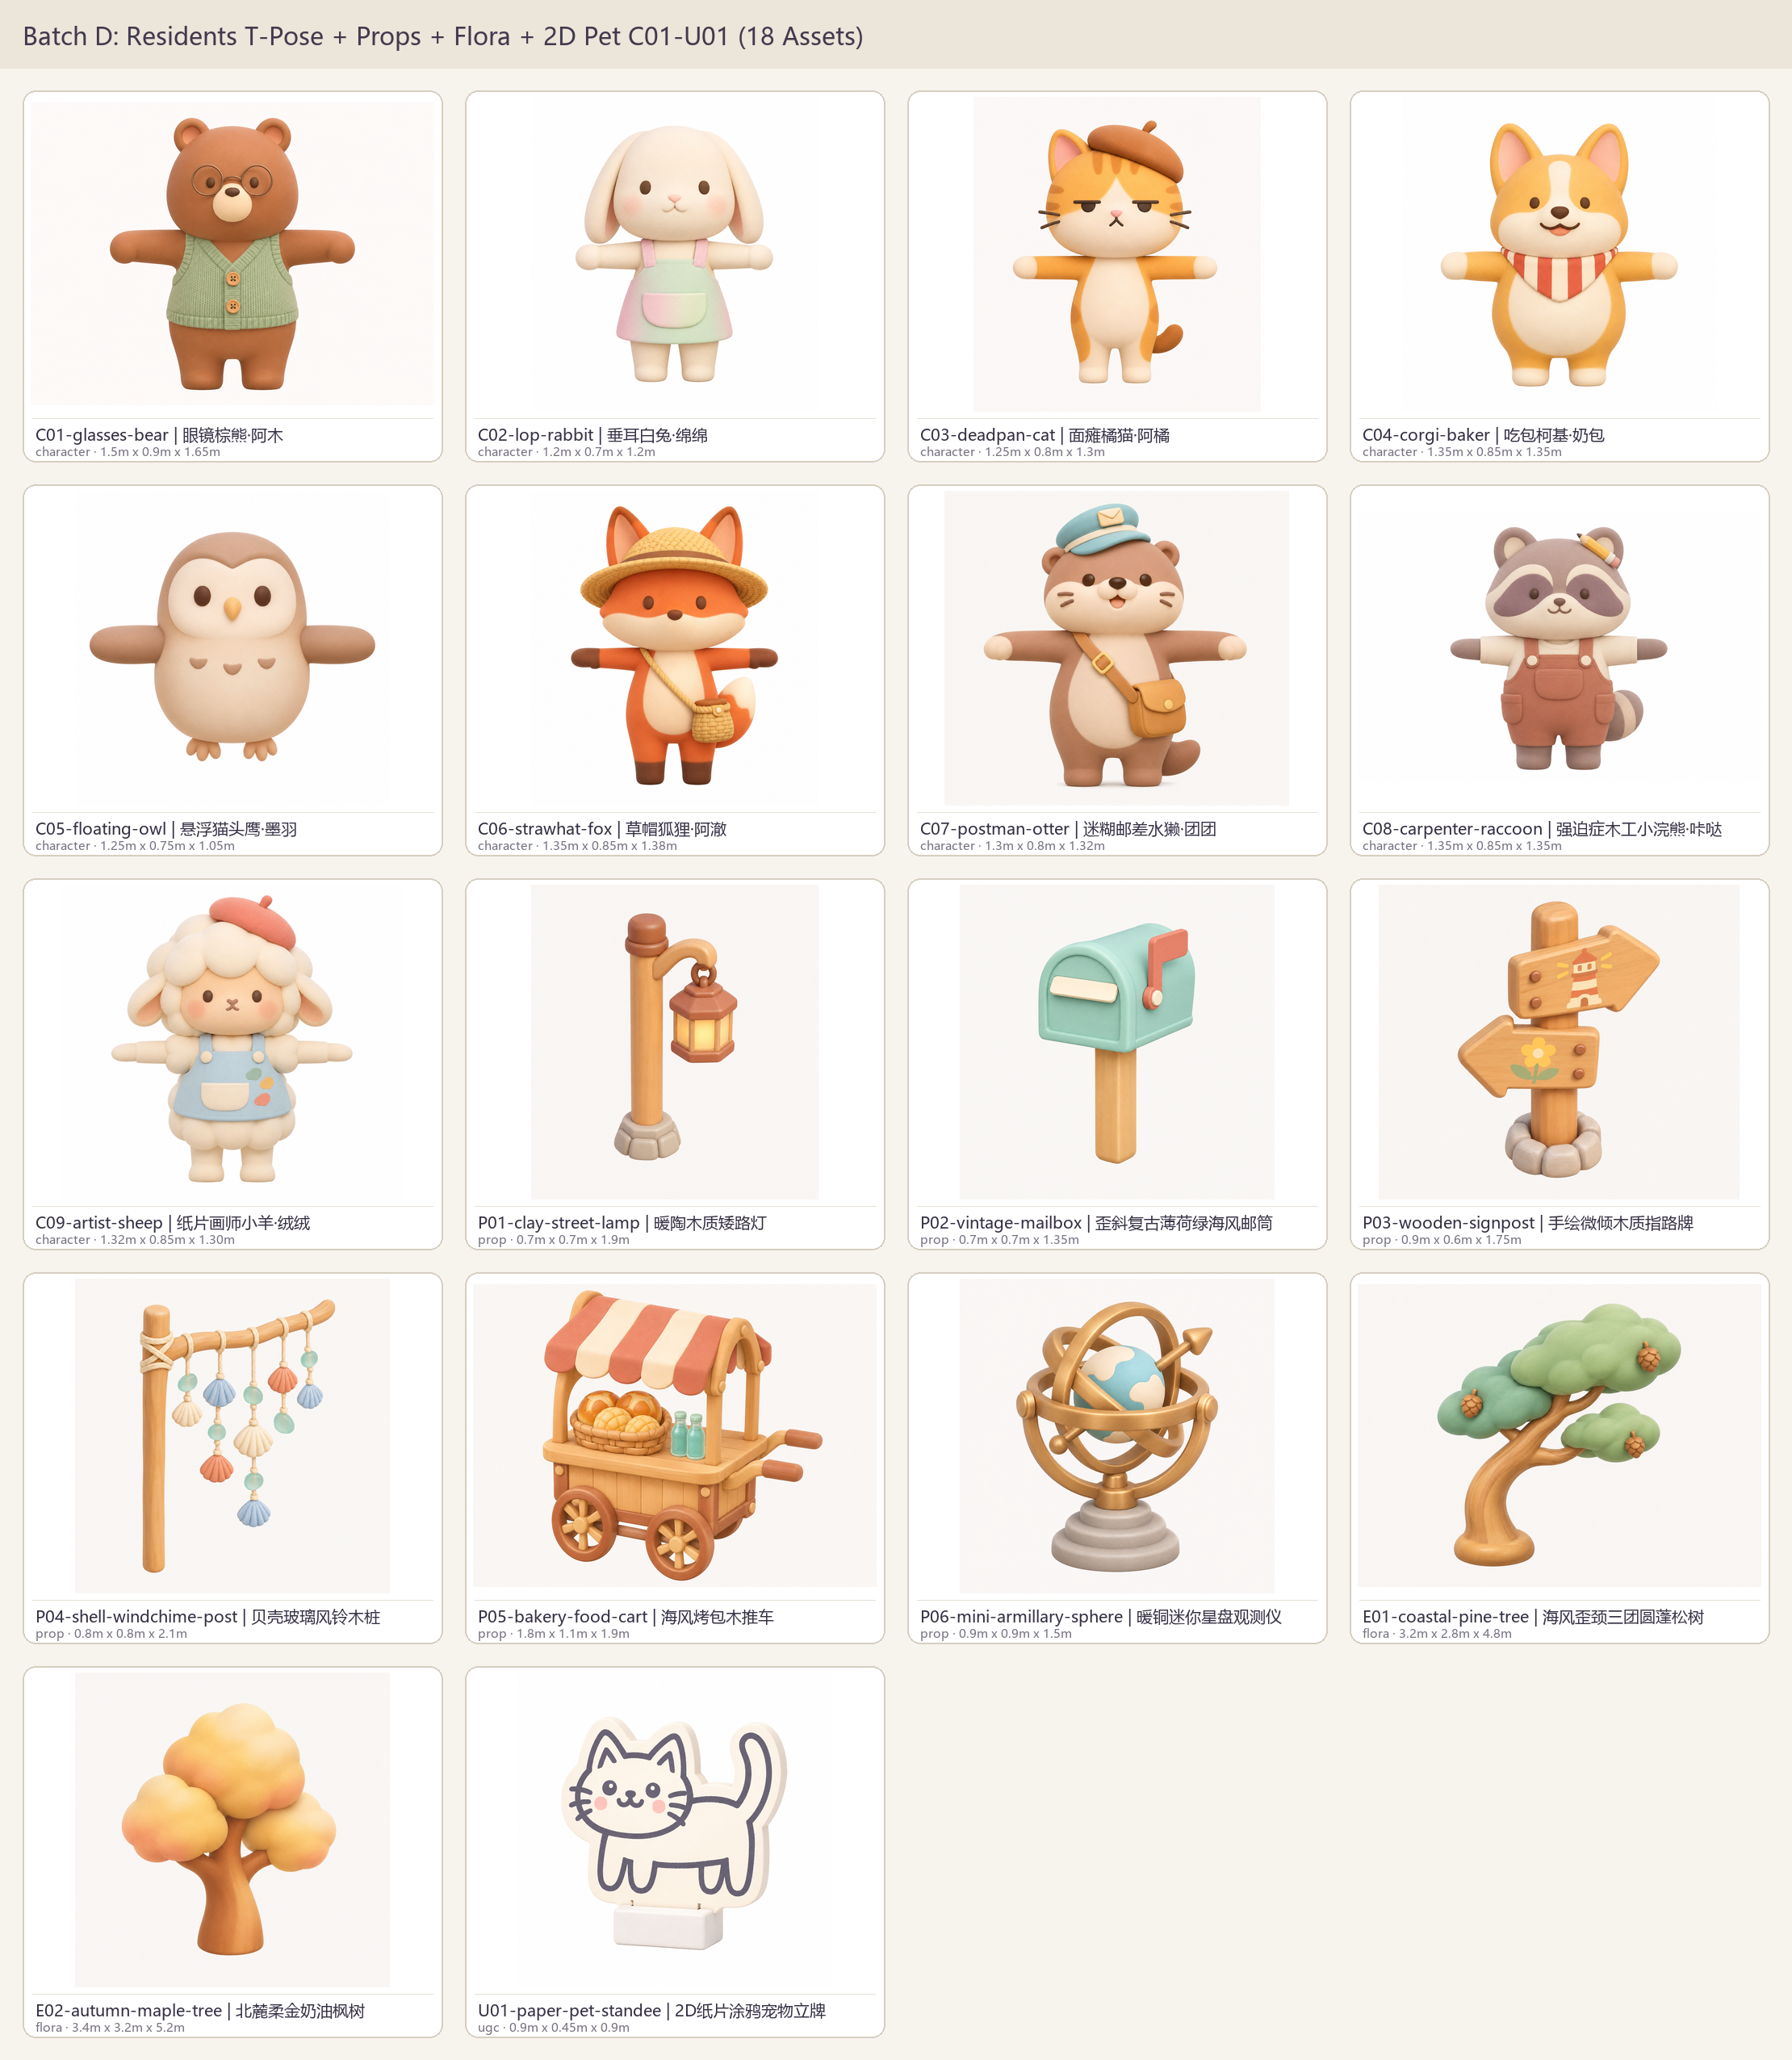 Batch D: Residents T-Pose + Props + Flora + 2D Pet C01-U01 (18 Assets)
C01-glasses-bear | 眼镜棕熊·阿木
character · 1.5m x 0.9m x 1.65m
C02-lop-rabbit | 垂耳白兔·绵绵
character · 1.2m x 0.7m x 1.2m
C03-deadpan-cat | 面瘫橘猫·阿橘
character · 1.25m x 0.8m x 1.3m
C04-corgi-baker | 吃包柯基·奶包
character · 1.35m x 0.85m x 1.35m
C05-floating-owl | 悬浮猫头鹰·墨羽
character · 1.25m x 0.75m x 1.05m
C06-strawhat-fox | 草帽狐狸·阿澈
character · 1.35m x 0.85m x 1.38m
C07-postman-otter | 迷糊邮差水獭·团团
character · 1.3m x 0.8m x 1.32m
C08-carpenter-raccoon | 强迫症木工小浣熊·咔哒
character · 1.35m x 0.85m x 1.35m
C09-artist-sheep | 纸片画师小羊·绒绒
character · 1.32m x 0.85m x 1.30m
P01-clay-street-lamp | 暖陶木质矮路灯
prop · 0.7m x 0.7m x 1.9m
P02-vintage-mailbox | 歪斜复古薄荷绿海风邮筒
prop · 0.7m x 0.7m x 1.35m
P03-wooden-signpost | 手绘微倾木质指路牌
prop · 0.9m x 0.6m x 1.75m
P04-shell-windchime-post | 贝壳玻璃风铃木桩
prop · 0.8m x 0.8m x 2.1m
P05-bakery-food-cart | 海风烤包木推车
prop · 1.8m x 1.1m x 1.9m
P06-mini-armillary-sphere | 暖铜迷你星盘观测仪
prop · 0.9m x 0.9m x 1.5m
E01-coastal-pine-tree | 海风歪颈三团圆蓬松树
flora · 3.2m x 2.8m x 4.8m
E02-autumn-maple-tree | 北麓柔金奶油枫树
flora · 3.4m x 3.2m x 5.2m
U01-paper-pet-standee | 2D纸片涂鸦宠物立牌
ugc · 0.9m x 0.45m x 0.9m